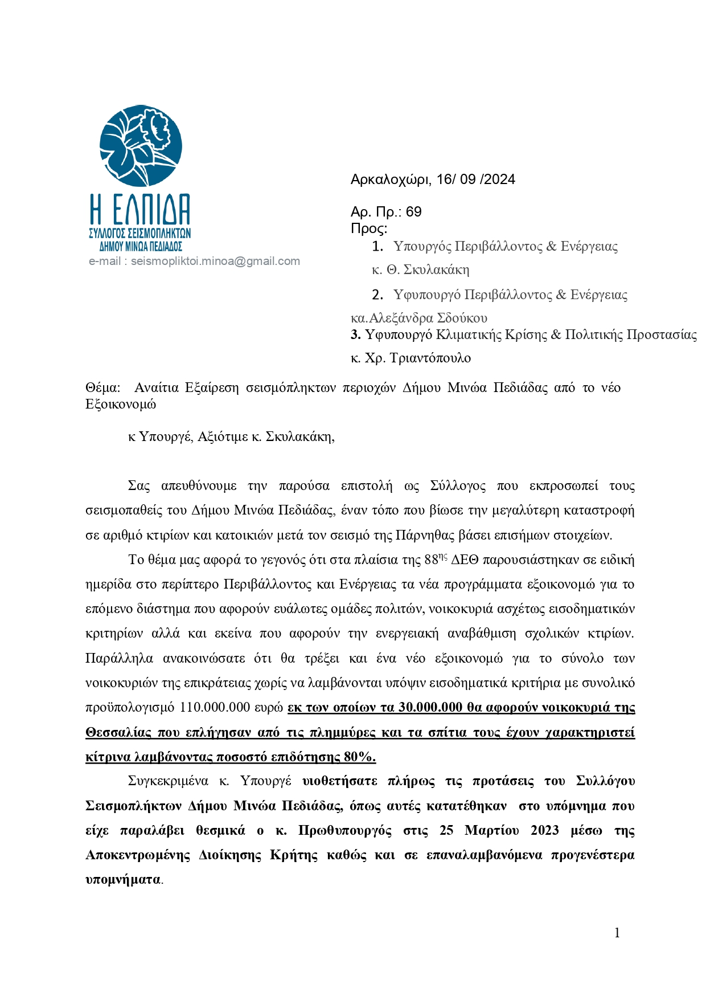 Η ΕΛΠΙΔΑ
ΣΥΛΛΟΓΟΣ ΣΕΙΣΜΟΠΛΗΚΤΩΝ
ΔΗΜΟΥ ΜΙΝΩΑ ΠΕΔΙΑΔΟΣ
e-mail : seismopliktoi.minoa@gmail.com
Αρκαλοχώρι, 16/ 09 /2024
Αρ. Πρ.: 69
Προς:
1. Υπουργός Περιβάλλοντος & Ενέργειας
κ. Θ. Σκυλακάκη
2. Υφυπουργό Περιβάλλοντος & Ενέργειας
κα.Αλεξάνδρα Σδούκου
3. Υφυπουργό Κλιματικής Κρίσης & Πολιτικής Προστασίας
κ. Χρ. Τριαντόπουλο
Θέμα: Αναίτια Εξαίρεση σεισμόπληκτων περιοχών Δήμου Μινώα Πεδιάδας από το νέο
Εξοικονομώ
κ Υπουργέ, Αξιότιμε κ. Σκυλακάκη,
Σας απευθύνουμε την παρούσα επιστολή ως Σύλλογος που εκπροσωπεί τους
σεισμοπαθείς του Δήμου Μινώα Πεδιάδας, έναν τόπο που βίωσε την μεγαλύτερη καταστροφή
σε αριθμό κτιρίων και κατοικιών μετά τον σεισμό της Πάρνηθας βάσει επισήμων στοιχείων.
Το θέμα μας αφορά το γεγονός ότι στα πλαίσια της 88ης ΔΕΘ παρουσιάστηκαν σε ειδική
ημερίδα στο περίπτερο Περιβάλλοντος και Ενέργειας τα νέα προγράμματα εξοικονομώ για το
επόμενο διάστημα που αφορούν ευάλωτες ομάδες πολιτών, νοικοκυριά ασχέτως εισοδηματικών
κριτηρίων αλλά και εκείνα που αφορούν την ενεργειακή αναβάθμιση σχολικών κτιρίων.
Παράλληλα ανακοινώσατε ότι θα τρέξει και ένα νέο εξοικονομώ για το σύνολο των
νοικοκυριών της επικράτειας χωρίς να λαμβάνονται υπόψιν εισοδηματικά κριτήρια με συνολικό
προϋπολογισμό 110.000.000 ευρώ εκ των οποίων τα 30.000.000 θα αφορούν νοικοκυριά της
Θεσσαλίας που επλήγησαν από τις πλημμύρες και τα σπίτια τους έχουν χαρακτηριστεί
κίτρινα λαμβάνοντας ποσοστό επιδότησης 80%.
Συγκεκριμένα κ. Υπουργέ υιοθετήσατε πλήρως τις προτάσεις του Συλλόγου
Σεισμοπλήκτων Δήμου Μινώα Πεδιάδας, όπως αυτές κατατέθηκαν στο υπόμνημα που
είχε παραλάβει θεσμικά ο κ. Πρωθυπουργός στις 25 Μαρτίου 2023 μέσω της
Αποκεντρωμένης Διοίκησης Κρήτης καθώς και σε επαναλαμβανόμενα προγενέστερα
υπομνήματα.
1